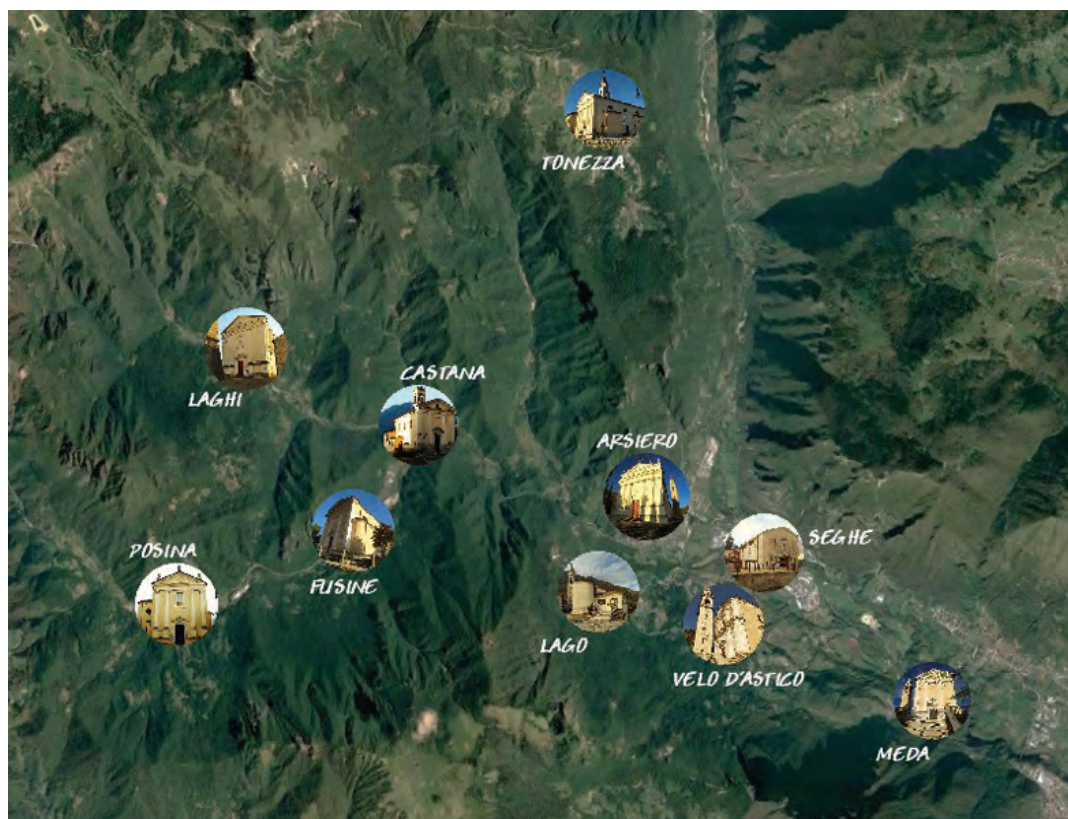 TONEZZA
LAGHI
CASTANA
ARSIERO
SEGHE
POSINA
FUSINE
LAGO
VELO D'ASTICO
MEDA